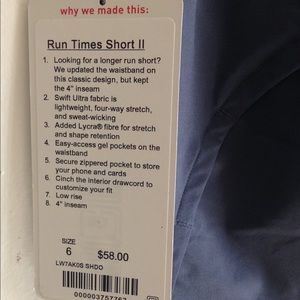 why we made this:
Run Times Short II
1. Looking for a longer run short?
We updated the waistband on
this classic design, but kept
the 4" inseam
2. Swift Ultra fabric is
lightweight, four-way stretch,
and sweat-wicking
3. Added Lycra® fibre for stretch
and shape retention
4. Easy-access gel pockets on the
waistband
5. Secure zippered pocket to store
your phone and cards
6. Cinch the interior drawcord to
customize your fit
7. Low rise
8. 4" inseam
SIZE
6 $58.00
LW7AK0S SHDO